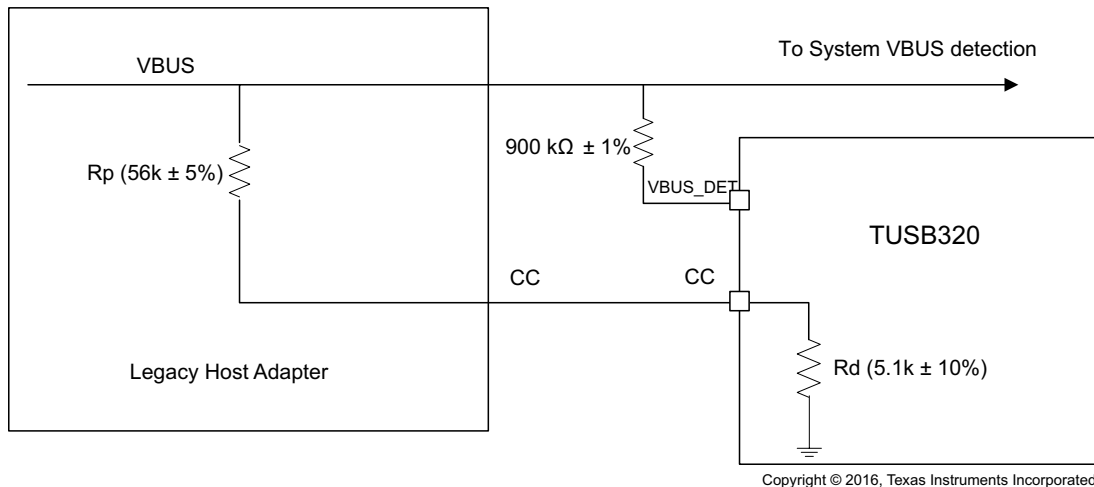 To System VBUS detection
VBUS
900 kΩ ± 1%
Rp (56k ± 5%)
VBUS_DET
TUSB320
CC
CC
Legacy Host Adapter
Rd (5.1k ± 10%)
Copyright © 2016, Texas Instruments Incorporated